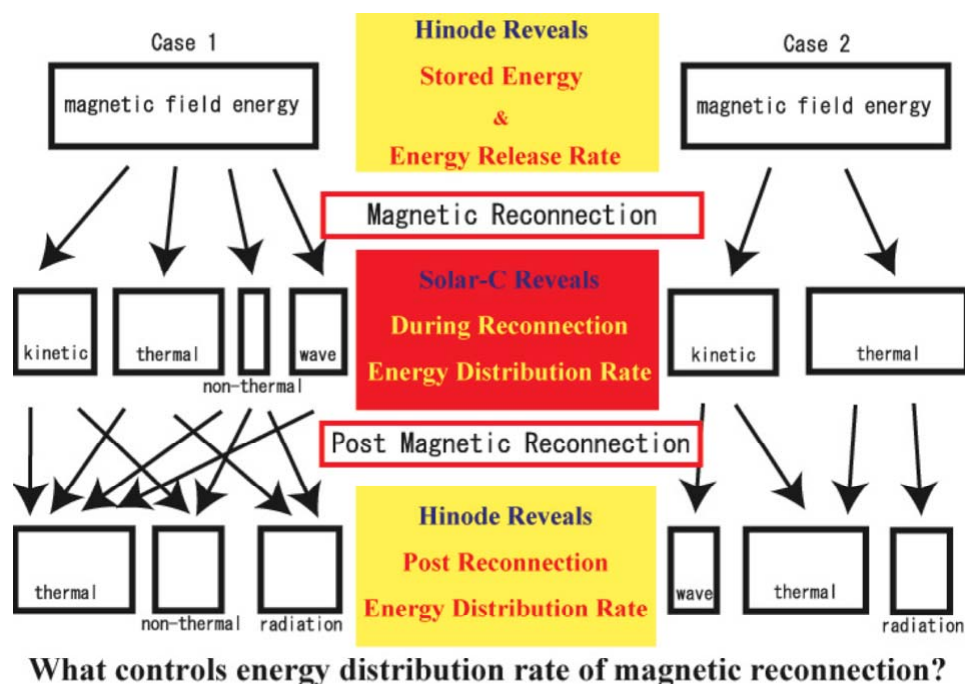 Case 1
Hinode Reveals
Case 2
magnetic field energy
Stored Energy
&
Energy Release Rate
magnetic field energy
Magnetic Reconnection
Solar-C Reveals
During Reconnection
Energy Distribution Rate
kinetic
thermal
non-thermal
wave
kinetic
thermal
Post Magnetic Reconnection
Hinode Reveals
Post Reconnection
Energy Distribution Rate
thermal
non-thermal
radiation
wave
thermal
radiation
What controls energy distribution rate of magnetic reconnection?